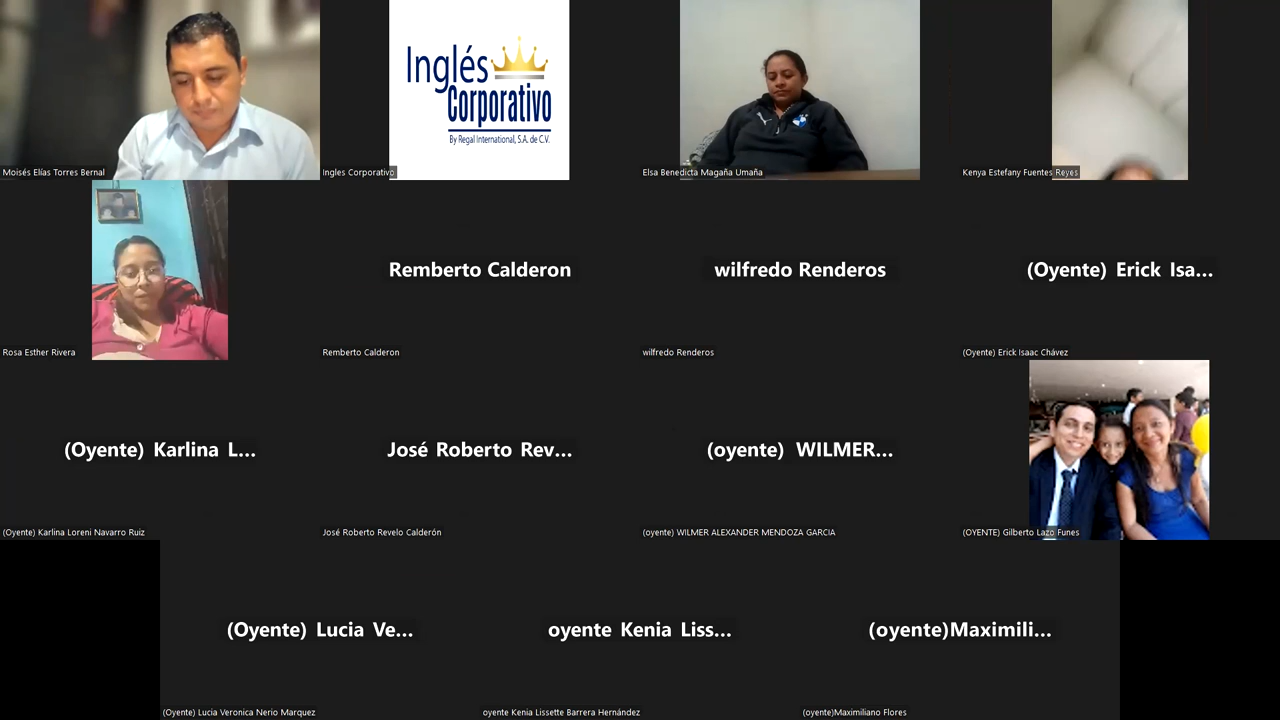 Inglés
Corporativo
By Regal International, S.A. de C.V.
Moisés Elías Torres Bernal
Ingles Corporativo
Elsa Benedicta Magaña Umaña
Kenya Estefany Fuentes Reyes
Remberto Calderon
wilfredo Renderos
(Oyente) Erick Isa...
Rosa Esther Rivera
Remberto Calderon
wilfredo Renderos
(Oyente) Erick Isaac Chávez
(Oyente) Karlina L...
José Roberto Rev...
(oyente) WILMER...
(Oyente) Karlina Loreni Navarro Ruiz
José Roberto Revelo Calderón
(oyente) WILMER ALEXANDER MENDOZA GARCIA
(OYENTE) Gilberto Lazo Funes
(Oyente) Lucia Ve...
oyente Kenia Liss...
(oyente)Maximili...
(Oyente) Lucia Veronica Nerio Marquez
oyente Kenia Lissette Barrera Hernández
(oyente)Maximiliano Flores